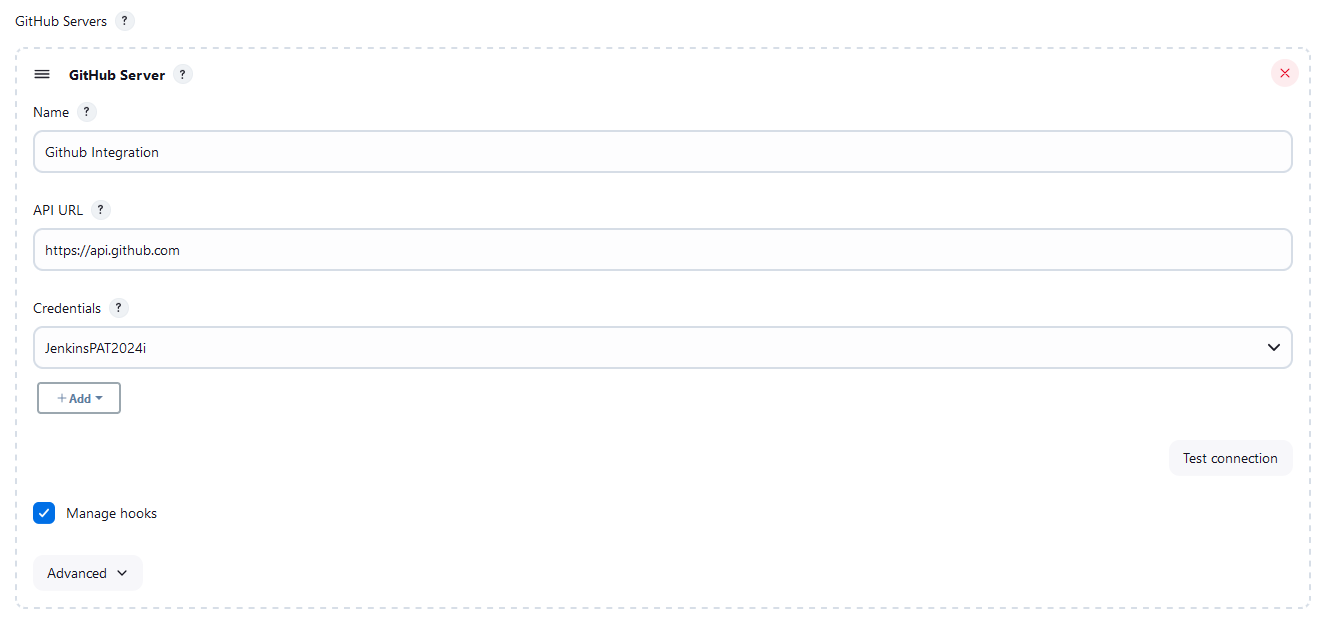 GitHub Servers ?
GitHub Server ?
Name ?
Github Integration
API URL ?
https://api.github.com
Credentials ?
JenkinsPAT2024i
+ Add
Test connection
Manage hooks
Advanced